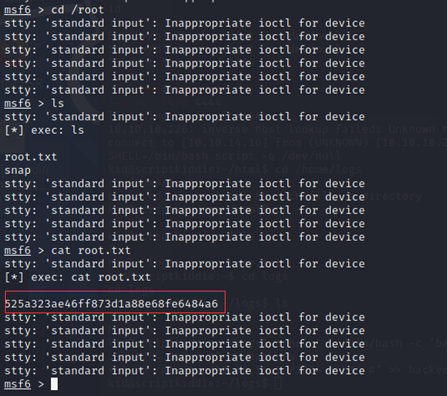 msf6 > cd /root
stty: 'standard input': Inappropriate ioctl for device
stty: 'standard input': Inappropriate ioctl for device
stty: 'standard input': Inappropriate ioctl for device
stty: 'standard input': Inappropriate ioctl for device
stty: 'standard input': Inappropriate ioctl for device
msf6 > ls
stty: 'standard input': Inappropriate ioctl for device
[*] exec: ls
root.txt
snap
stty: 'standard input': Inappropriate ioctl for device
stty: 'standard input': Inappropriate ioctl for device
stty: 'standard input': Inappropriate ioctl for device
stty: 'standard input': Inappropriate ioctl for device
stty: 'standard input': Inappropriate ioctl for device
msf6 > cat root.txt
stty: 'standard input': Inappropriate ioctl for device
[*] exec: cat root.txt
525a323ae46ff873d1a88e68fe6484a6
stty: 'standard input': Inappropriate ioctl for device
stty: 'standard input': Inappropriate ioctl for device
stty: 'standard input': Inappropriate ioctl for device
stty: 'standard input': Inappropriate ioctl for device
stty: 'standard input': Inappropriate ioctl for device
msf6 >